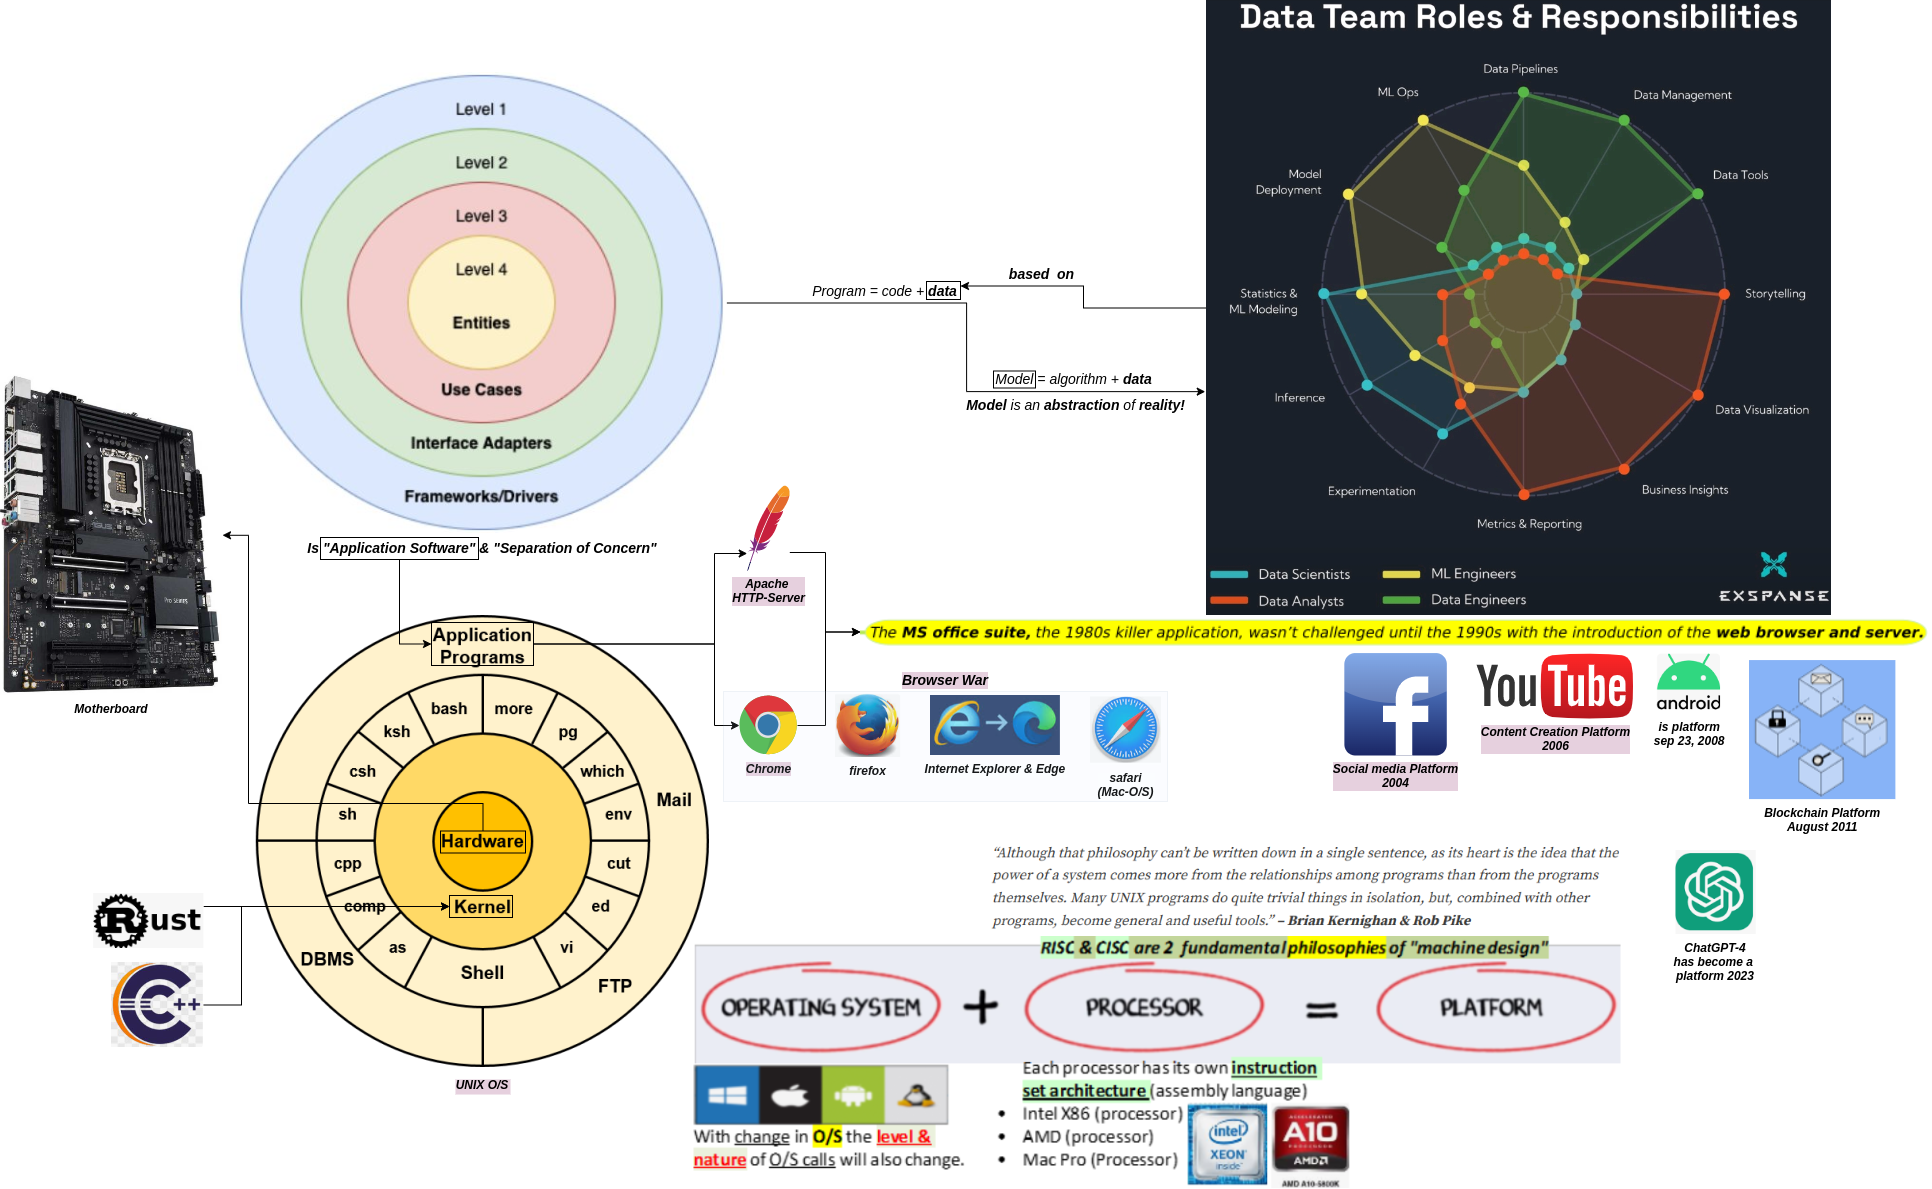 Data Team Roles & Responsibilities
Data Pipelines
ML Ops
Data Management
Model
Deployment
Data Tools
Statistics &
ML Modeling
Storytelling
Inference
Data Visualization
Experimentation
Business Insights
Metrics & Reporting
Data Scientists
ML Engineers
Data Analysts
Data Engineers
EXSPANSE
Level 1
Level 2
Level 3
Level 4
Entities
Use Cases
Interface Adapters
Frameworks/Drivers
based on
Program = code + data
Model = algorithm + data
Model is an abstraction of reality!
Is "Application Software" & "Separation of Concern"
Motherboard
Apache
HTTP-Server
The MS office suite, the 1980s killer application, wasn't challenged until the 1990s with the introduction of the web browser and server.
Browser War
Chrome
firefox
Internet Explorer & Edge
safari
(Mac-O/S)
Social media Platform
2004
YouTube
Content Creation Platform
2006
android
is platform
sep 23, 2008
Blockchain Platform
August 2011
ChatGPT-4
has become a
platform 2023
Application
Programs
bash
more
ksh
pg
csh
which
sh
env
Mail
Hardware
cpp
cut
comp
Kernel
ed
as
vi
DBMS
Shell
FTP
UNIX O/S
Rust
C++
“Although that philosophy can’t be written down in a single sentence, as its heart is the idea that the
power of a system comes more from the relationships among programs than from the programs
themselves. Many UNIX programs do quite trivial things in isolation, but, combined with other
programs, become general and useful tools.” – Brian Kernighan & Rob Pike
RISC & CISC are 2 fundamental philosophies of "machine design"
OPERATING SYSTEM + PROCESSOR = PLATFORM
With change in O/S the level &
nature of O/S calls will also change.
Each processor has its own instruction
set architecture (assembly language)
• Intel X86 (processor)
• AMD (processor)
• Mac Pro (Processor)
intel
XEON
inside
A10
AMD
AMD A10-5800K